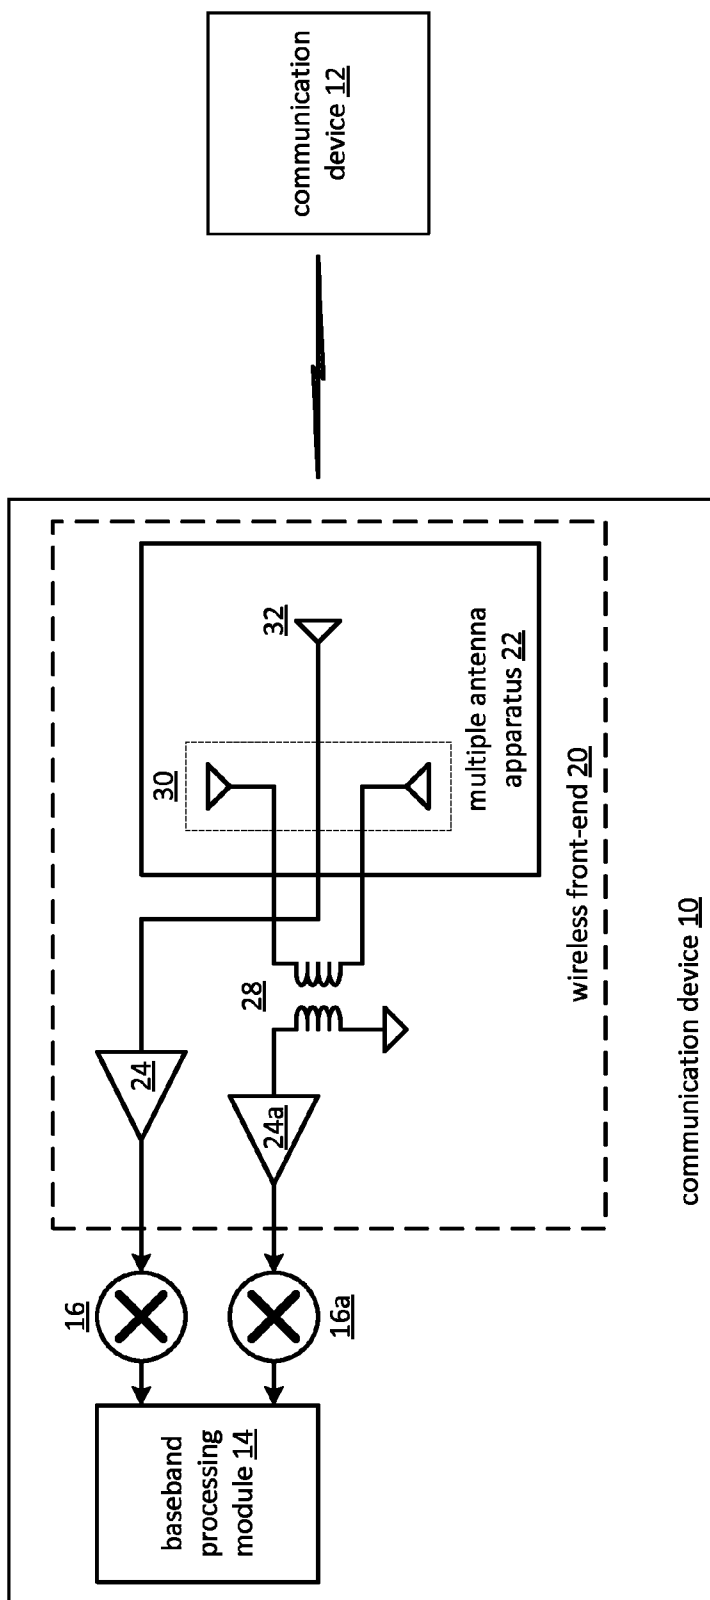 communication
device 12
32
30
multiple antenna
apparatus 22
wireless front-end 20
28
24
24a
communication device 10
16
16a
baseband
processing
module 14